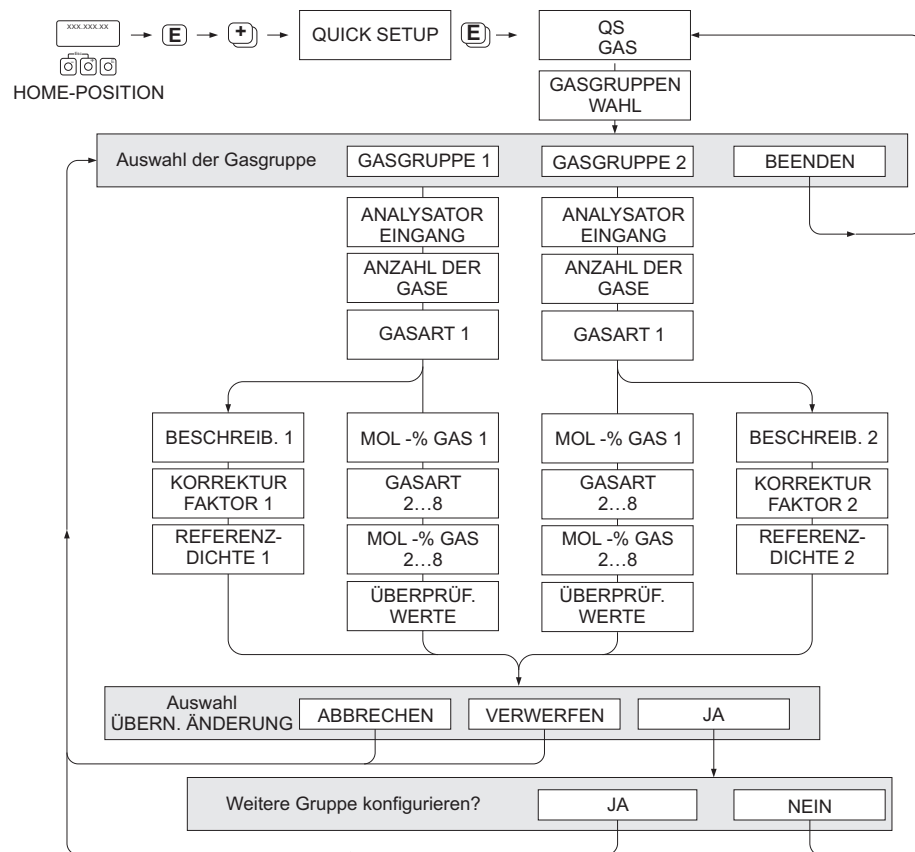 xxx.xxx.xx
E
+
QUICK SETUP
E
QS
GAS
Esc
HOME-POSITION
GASGRUPPEN
WAHL
Auswahl der Gasgruppe
GASGRUPPE 1
GASGRUPPE 2
BEENDEN
ANALYSATOR
EINGANG
ANALYSATOR
EINGANG
ANZAHL DER
GASE
ANZAHL DER
GASE
GASART 1
GASART 1
BESCHREIB. 1
MOL -% GAS 1
MOL -% GAS 1
BESCHREIB. 2
KORREKTUR
FAKTOR 1
GASART
2...8
GASART
2...8
KORREKTUR
FAKTOR 2
REFERENZ-
DICHTE 1
MOL -% GAS
2...8
MOL -% GAS
2...8
REFERENZ-
DICHTE 2
ÜBERPRÜF.
WERTE
ÜBERPRÜF.
WERTE
Auswahl
ÜBERN. ÄNDERUNG
ABBRECHEN
VERWERFEN
JA
Weitere Gruppe konfigurieren?
JA
NEIN